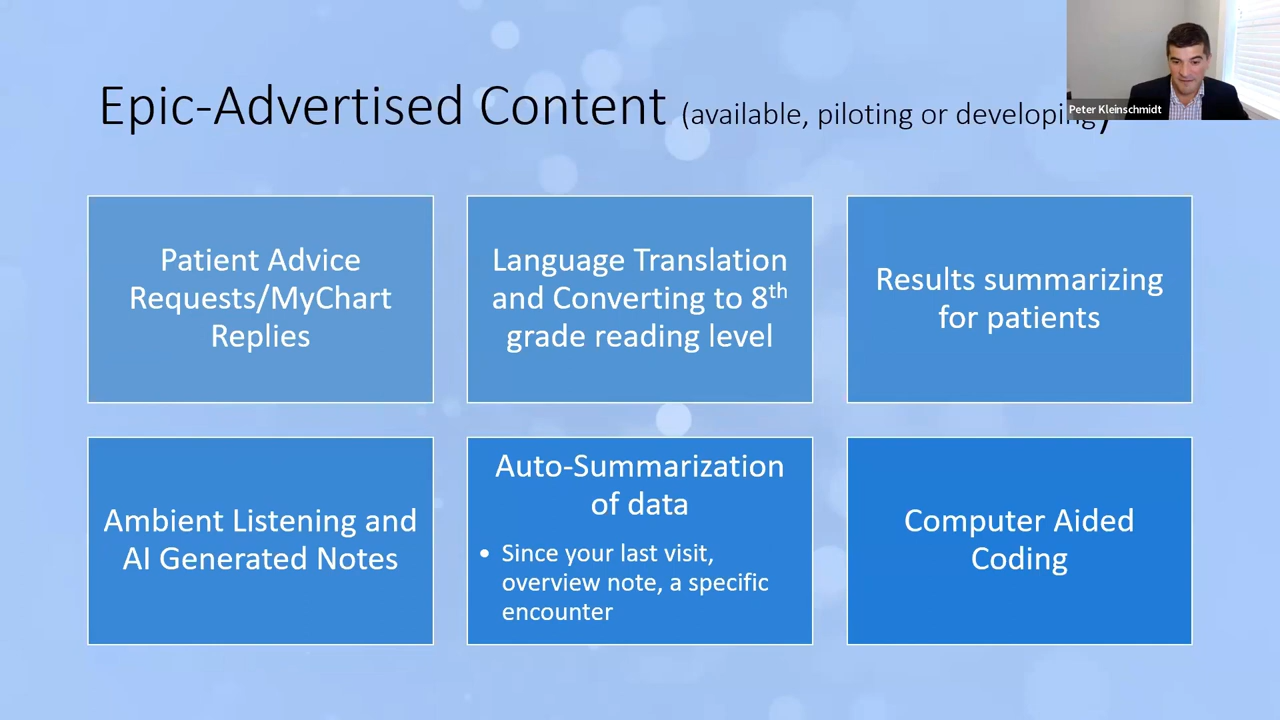 Epic-Advertised Content (available, piloting or developing)
Peter Kleinschmidt
Patient Advice
Requests/MyChart
Replies
Language Translation
and Converting to 8th
grade reading level
Results summarizing
for patients
Ambient Listening and
AI Generated Notes
Auto-Summarization
of data
• Since your last visit,
overview note, a specific
encounter
Computer Aided
Coding